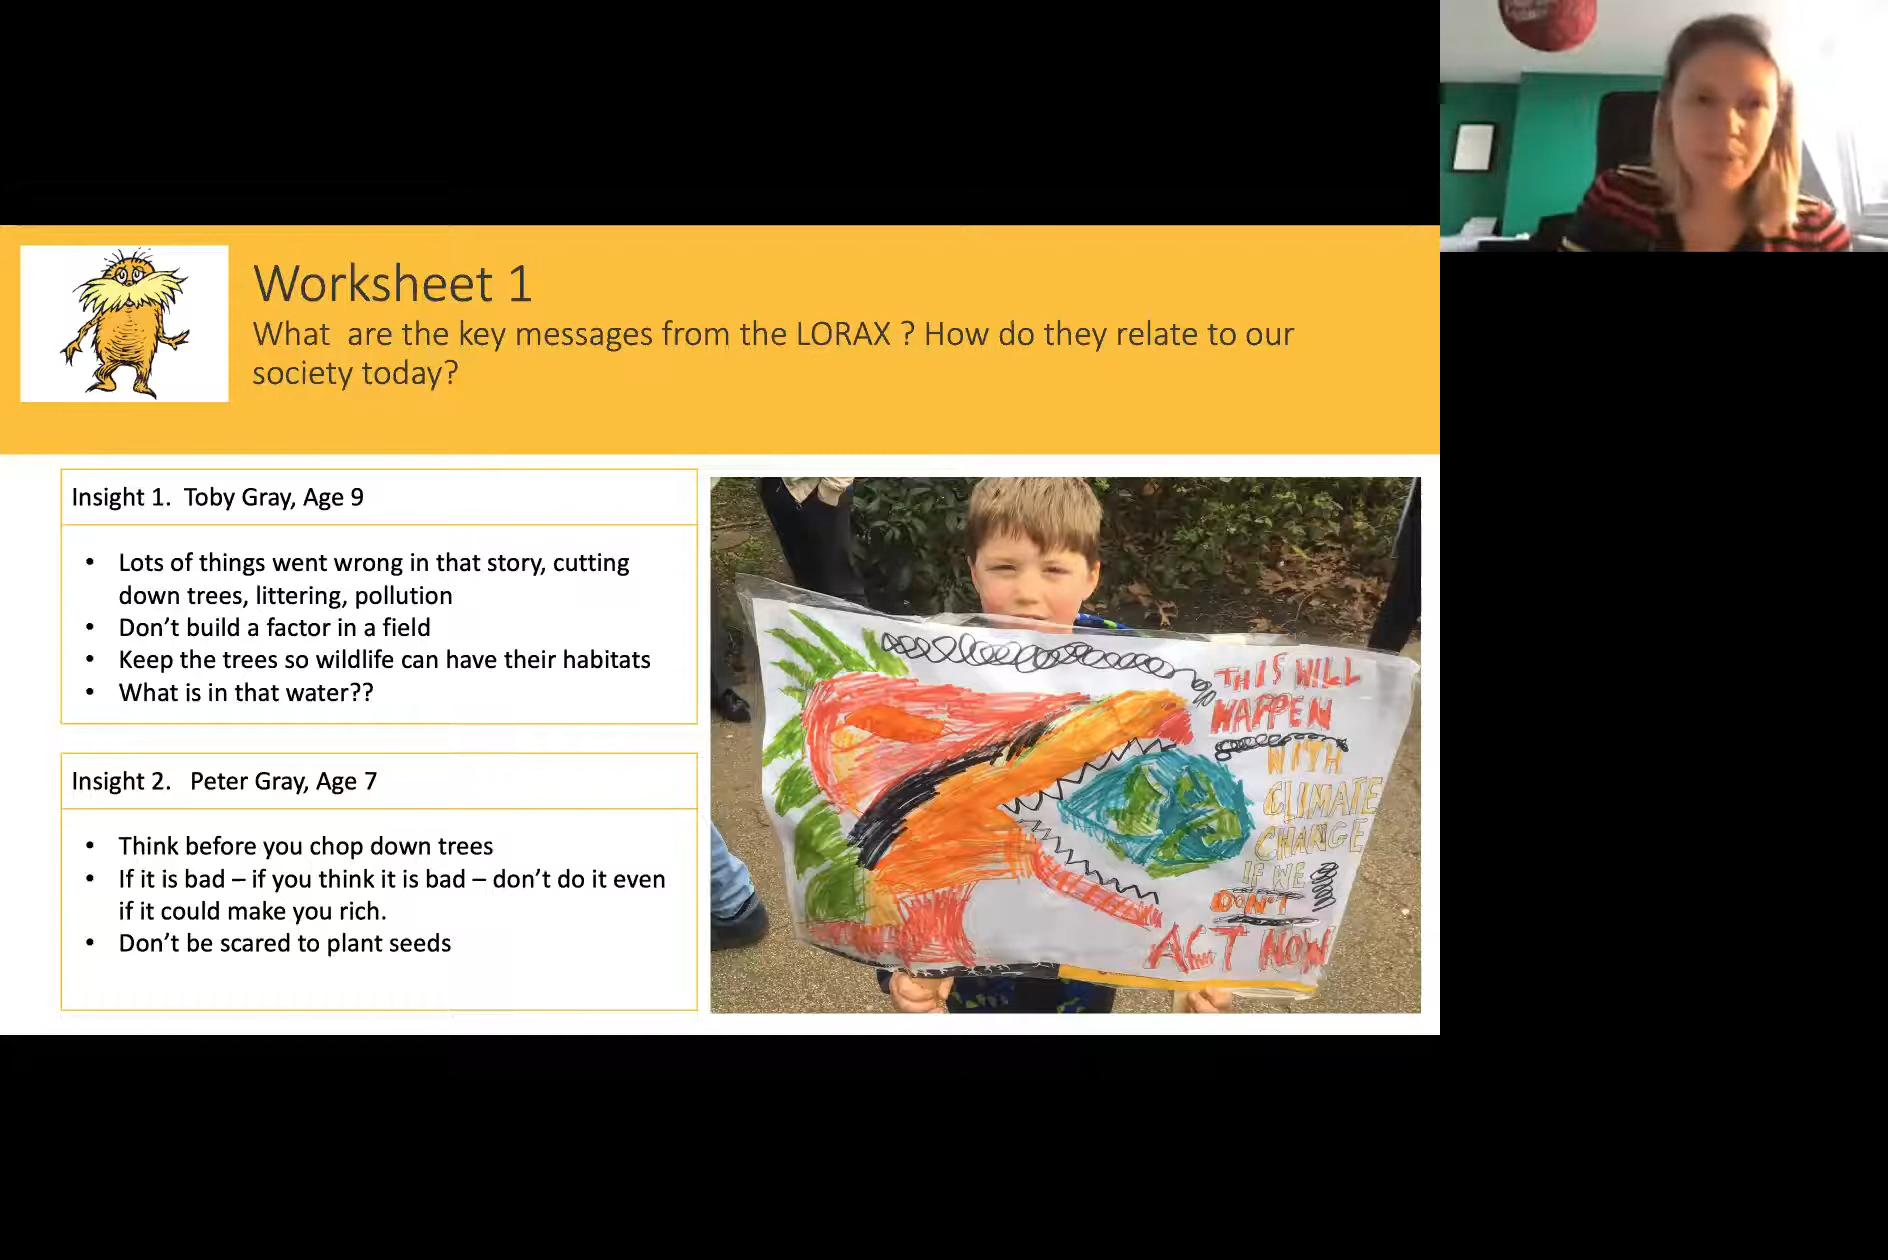 Worksheet 1
What are the key messages from the LORAX ? How do they relate to our
society today?
Insight 1. Toby Gray, Age 9
• Lots of things went wrong in that story, cutting
down trees, littering, pollution
• Don't build a factor in a field
• Keep the trees so wildlife can have their habitats
• What is in that water??
Insight 2. Peter Gray, Age 7
• Think before you chop down trees
• If it is bad – if you think it is bad – don't do it even
if it could make you rich.
• Don't be scared to plant seeds
THIS WILL
HAPPEN
WITH
CLIMATE
CHANGE
IF WE
DON'T
ACT NOW